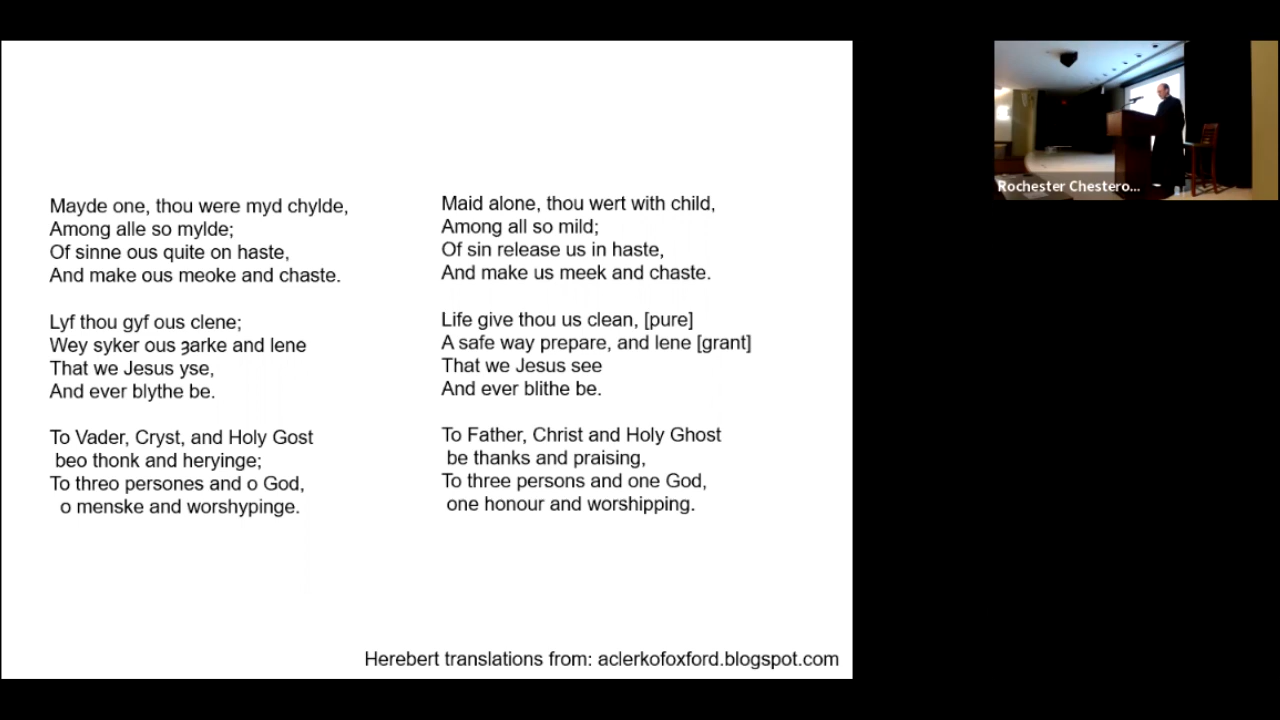 Mayde one, thou were myd chylde,
Among alle so mylde;
Of sinne ous quite on haste,
And make ous meoke and chaste.
Lyf thou gyf ous clene;
Wey syker ous ȝarke and lene
That we Jesus yse,
And ever blythe be.
To Vader, Cryst, and Holy Gost
beo thonk and heryinge;
To threo persones and o God,
o menske and worshypinge.
Maid alone, thou wert with child,
Among all so mild;
Of sin release us in haste,
And make us meek and chaste.
Life give thou us clean, [pure]
A safe way prepare, and lene [grant]
That we Jesus see
And ever blithe be.
To Father, Christ and Holy Ghost
be thanks and praising,
To three persons and one God,
one honour and worshipping.
Herebert translations from: aclerkofoxford.blogspot.com
Rochester Chestero...